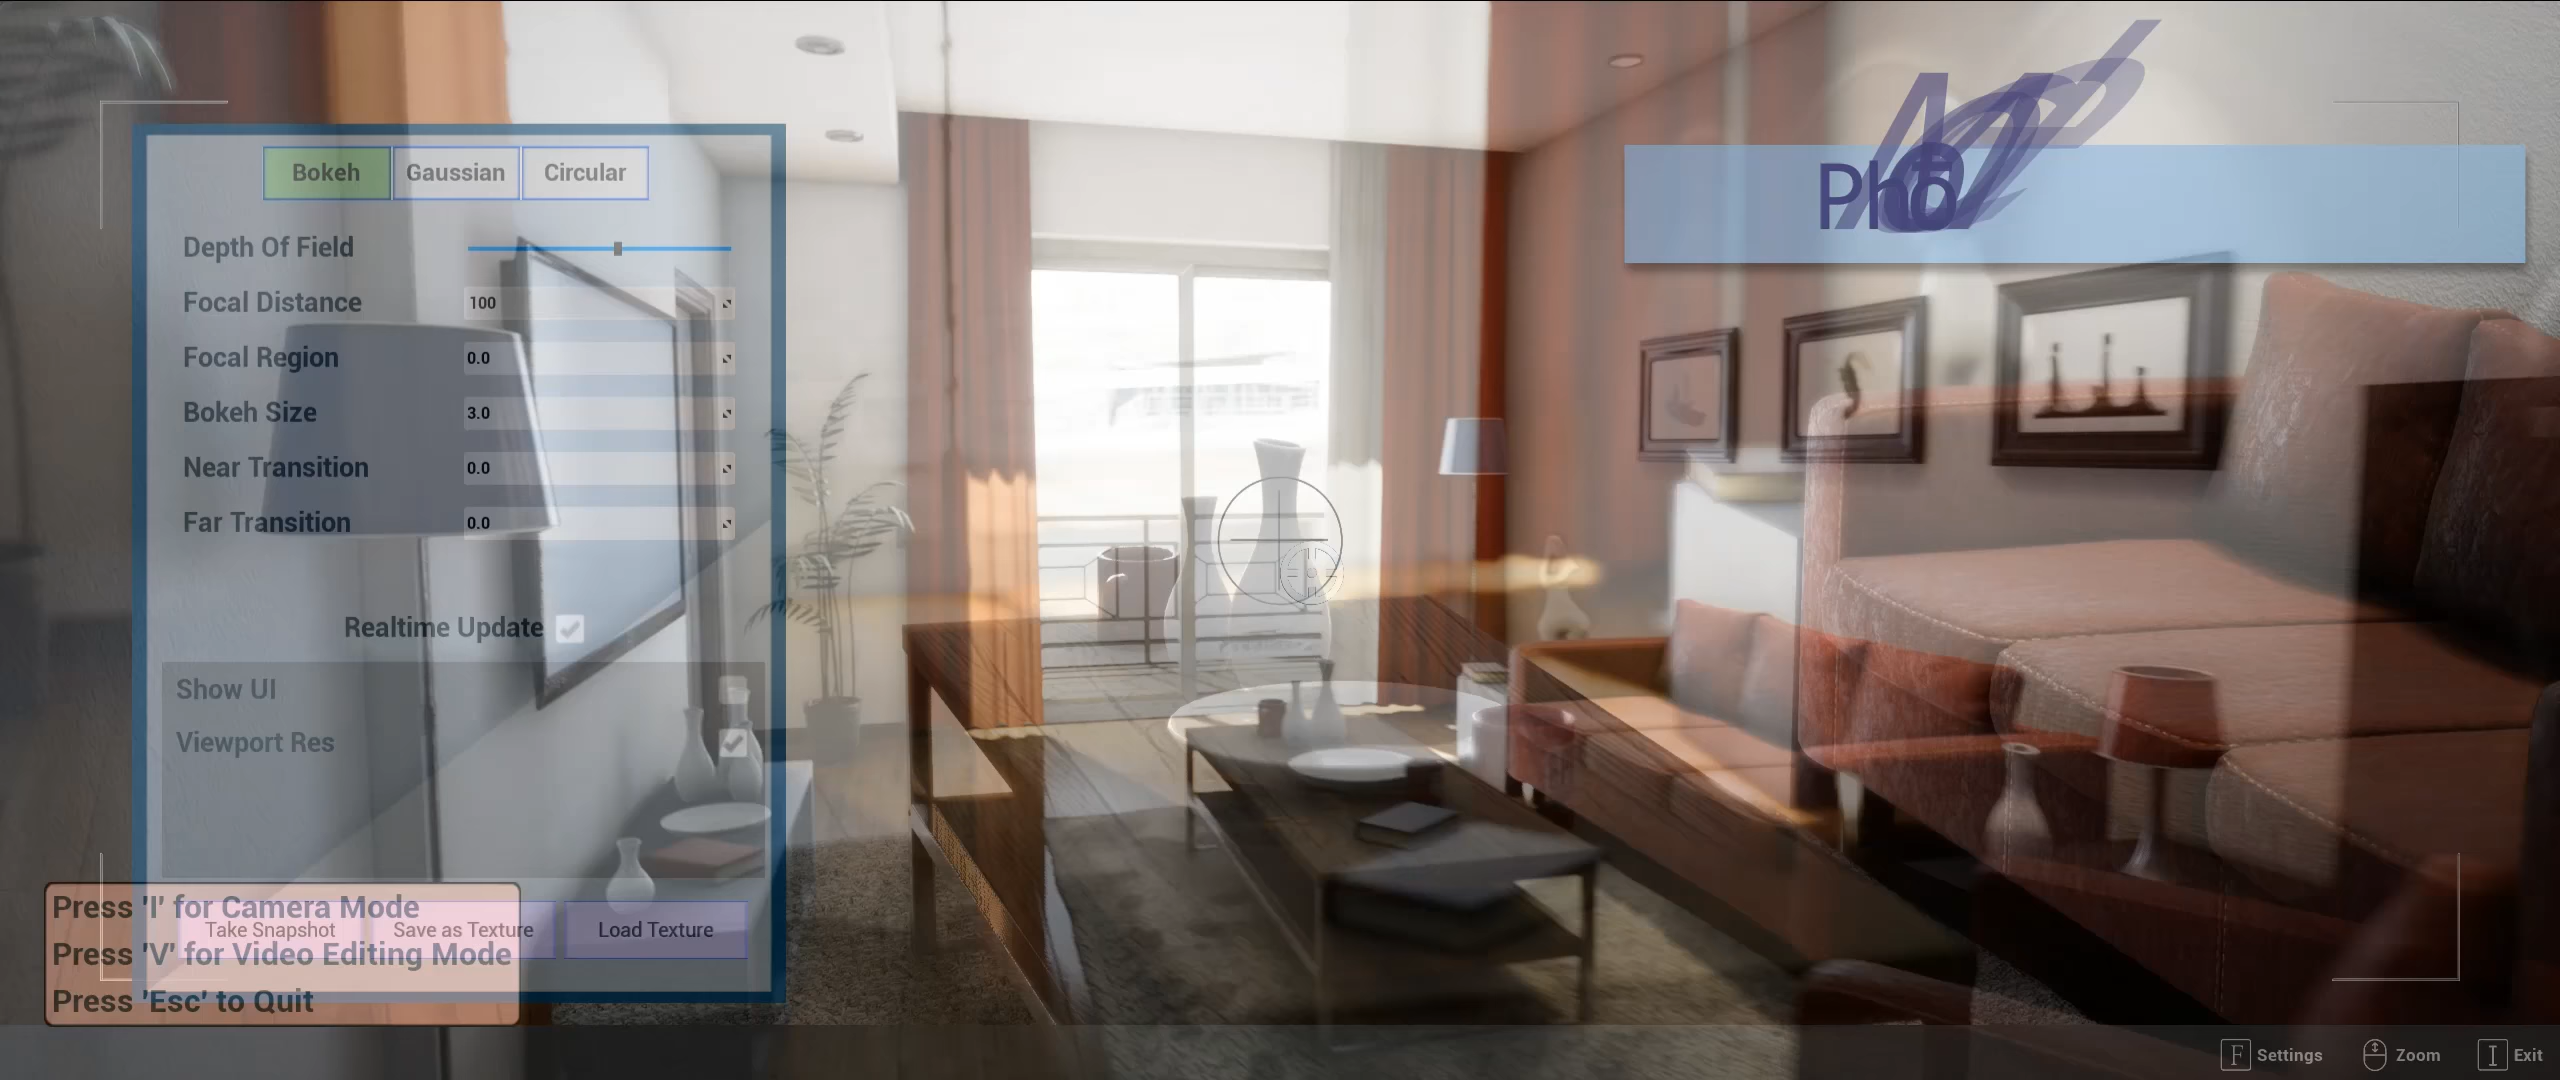 Bokeh Gaussian Circular
Depth Of Field
Focal Distance 100
Focal Region 0.0
Bokeh Size 3.0
Near Transition 0.0
Far Transition 0.0
Realtime Update
Show UI
Viewport Res
Take Snapshot Save as Texture Load Texture
Press 'I' for Camera Mode
Press 'V' for Video Editing Mode
Press 'Esc' to Quit
F Settings Zoom I Exit